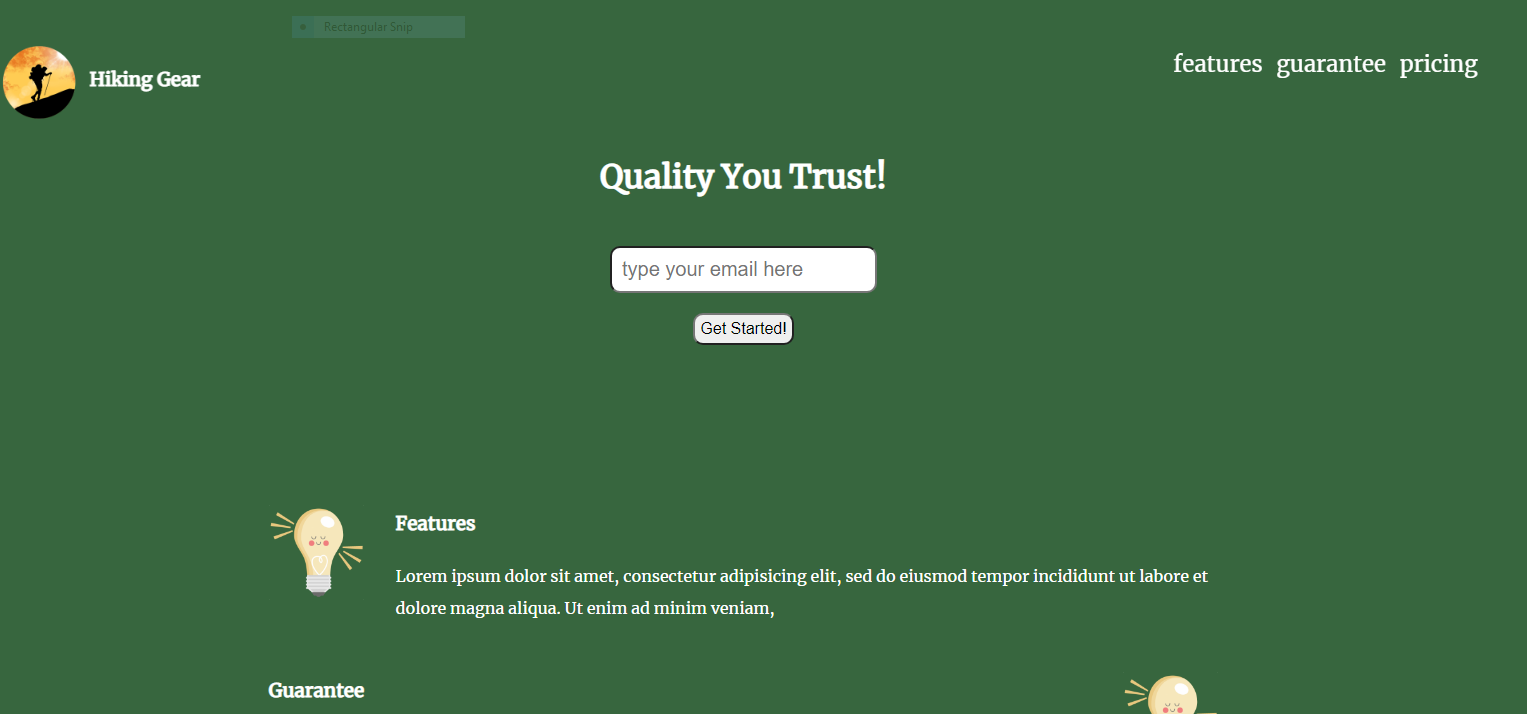 Rectangular Snip
Hiking Gear
features guarantee pricing
Quality You Trust!
type your email here
Get Started!
Features
Lorem ipsum dolor sit amet, consectetur adipisicing elit, sed do eiusmod tempor incididunt ut labore et
dolore magna aliqua. Ut enim ad minim veniam,
Guarantee